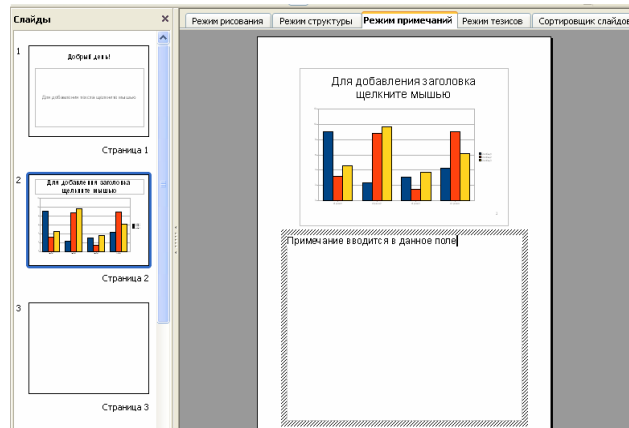 Слайды
Режим рисования
Режим структуры
Режим примечаний
Режим тезисов
Сортировщик слайдов
1
Добрый день!
Для добавления текста щелкните мышью
Страница 1
2
Для добавления заголовка
щелкните мышью
Страница 2
3
Страница 3
Для добавления заголовка
щелкните мышью
Примечание вводится в данное поле